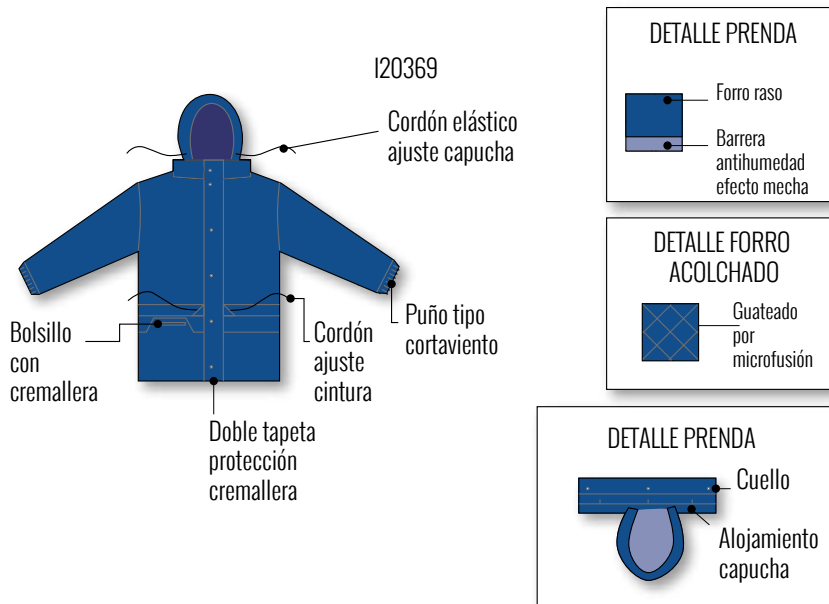 I20369
Cordón elástico
ajuste capucha
Bolsillo
con
cremallera
Cordón
ajuste
cintura
Puño tipo
cortaviento
Doble tapeta
protección
cremallera
DETALLE PRENDA
Forro raso
Barrera
antihumedad
efecto mecha
DETALLE FORRO
ACOLCHADO
Guateado
por
microfusión
DETALLE PRENDA
Cuello
Alojamiento
capucha